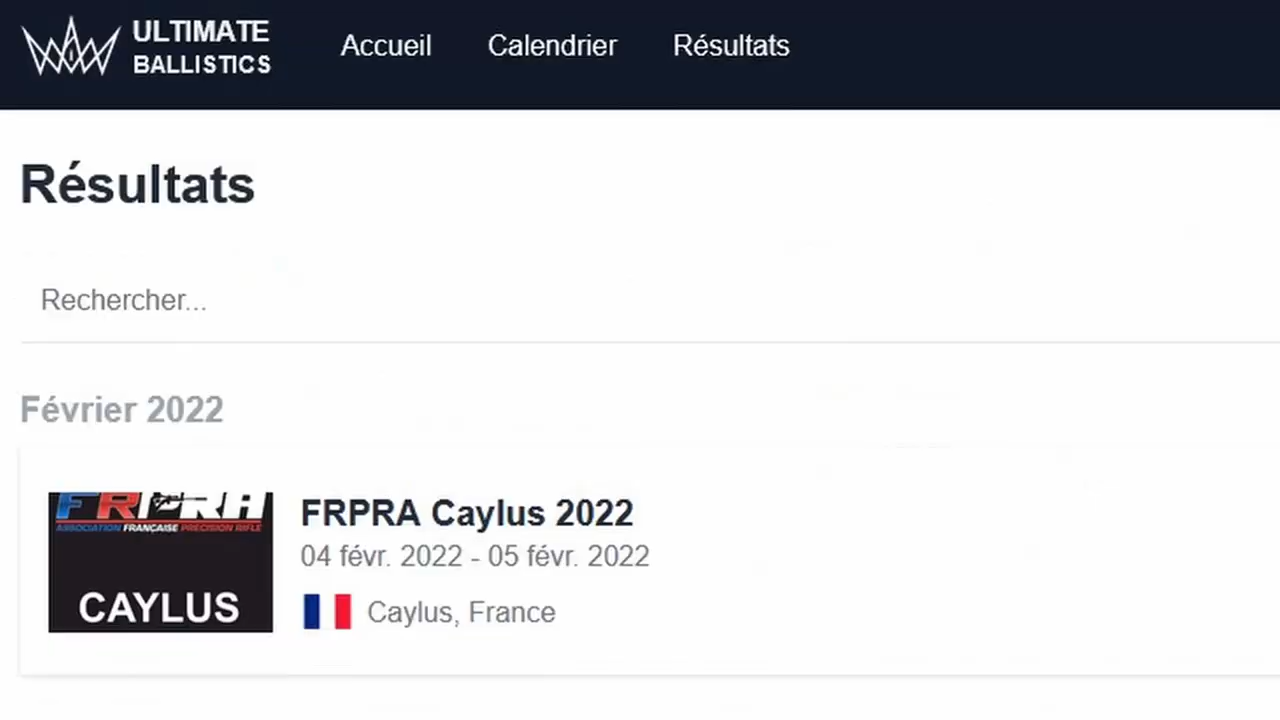 ULTIMATE
BALLISTICS
Accueil
Calendrier
Résultats
Résultats
Rechercher...
Février 2022
FRPRA
ASSOCIATION FRANÇAISE PRÉCISION RIFLE
CAYLUS
FRPRA Caylus 2022
04 févr. 2022 - 05 févr. 2022
Caylus, France